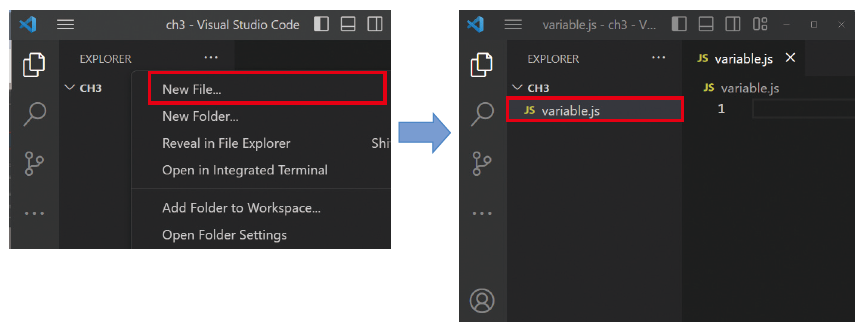 ch3 - Visual Studio Code
EXPLORER ...
CH3
New File...
New Folder...
Reveal in File Explorer Shi
Open in Integrated Terminal
Add Folder to Workspace...
Open Folder Settings
variable.js - ch3 - V...
EXPLORER ...
CH3
JS variable.js
JS variable.js
JS variable.js
1